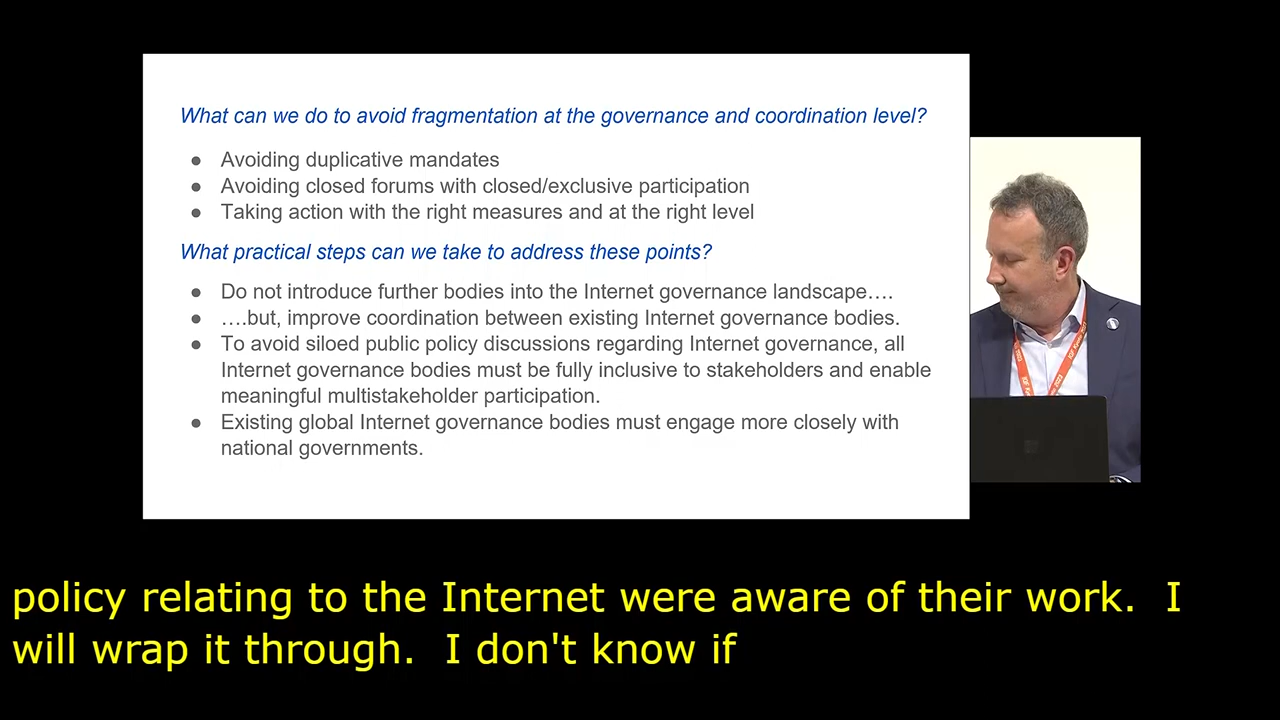 What can we do to avoid fragmentation at the governance and coordination level?
● Avoiding duplicative mandates
● Avoiding closed forums with closed/exclusive participation
● Taking action with the right measures and at the right level
What practical steps can we take to address these points?
● Do not introduce further bodies into the Internet governance landscape….
● ….but, improve coordination between existing Internet governance bodies.
● To avoid siloed public policy discussions regarding Internet governance, all
Internet governance bodies must be fully inclusive to stakeholders and enable
meaningful multistakeholder participation.
● Existing global Internet governance bodies must engage more closely with
national governments.
policy relating to the Internet were aware of their work.  I
will wrap it through.  I don't know if